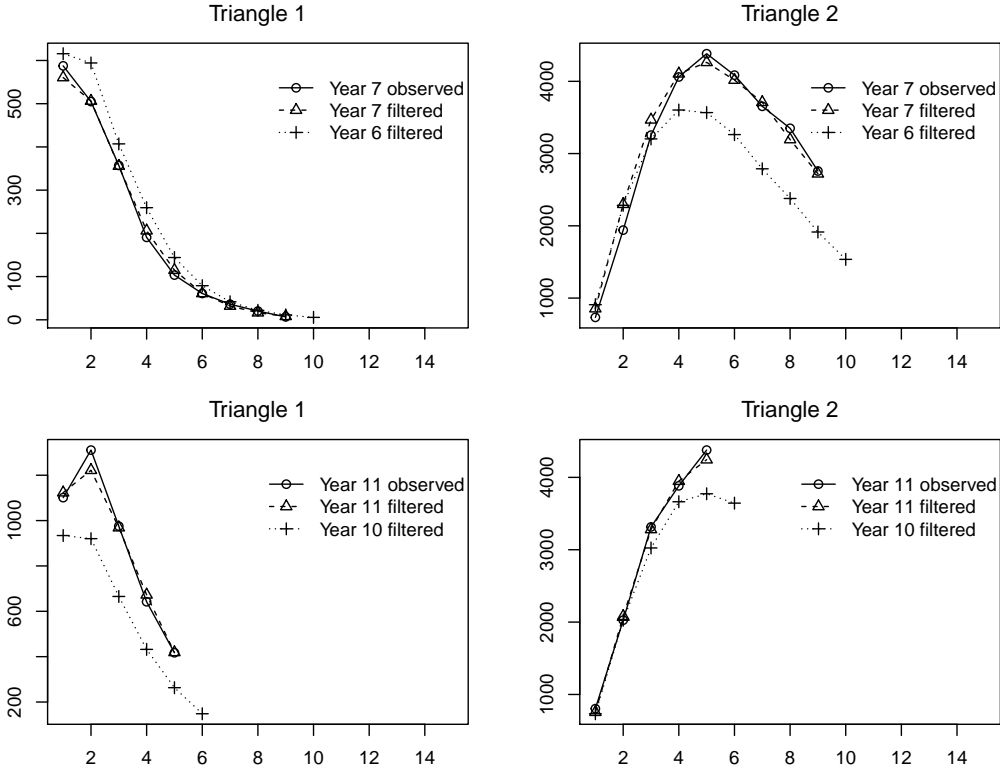 Triangle 1
Year 7 observed
Year 7 filtered
Year 6 filtered
0 100 300 500
2 4 6 8 10 12 14
Triangle 2
Year 7 observed
Year 7 filtered
Year 6 filtered
1000 2000 3000 4000
2 4 6 8 10 12 14
Triangle 1
Year 11 observed
Year 11 filtered
Year 10 filtered
200 600 1000
2 4 6 8 10 12 14
Triangle 2
Year 11 observed
Year 11 filtered
Year 10 filtered
1000 2000 3000 4000
2 4 6 8 10 12 14